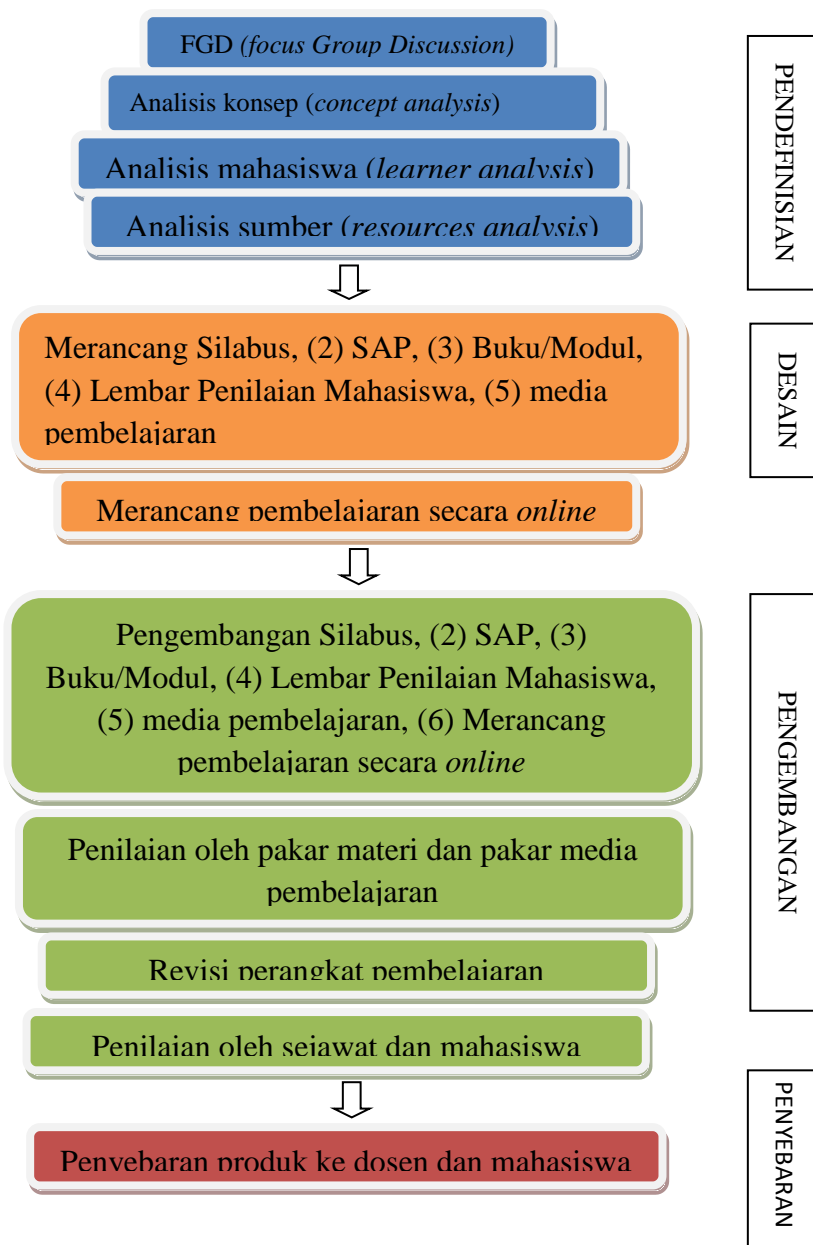 FGD (focus Group Discussion)
Analisis konsep (concept analysis)
Analisis mahasiswa (learner analysis)
Analisis sumber (resources analysis)
PENDEFINISIAN
Merancang Silabus, (2) SAP, (3) Buku/Modul,
(4) Lembar Penilaian Mahasiswa, (5) media
pembelajaran
Merancang pembelajaran secara online
DESAIN
Pengembangan Silabus, (2) SAP, (3)
Buku/Modul, (4) Lembar Penilaian Mahasiswa,
(5) media pembelajaran, (6) Merancang
pembelajaran secara online
Penilaian oleh pakar materi dan pakar media
pembelajaran
Revisi perangkat pembelajaran
Penilaian oleh sejawat dan mahasiswa
PENGEMBANGAN
Penyebaran produk ke dosen dan mahasiswa
PENYEBARAN